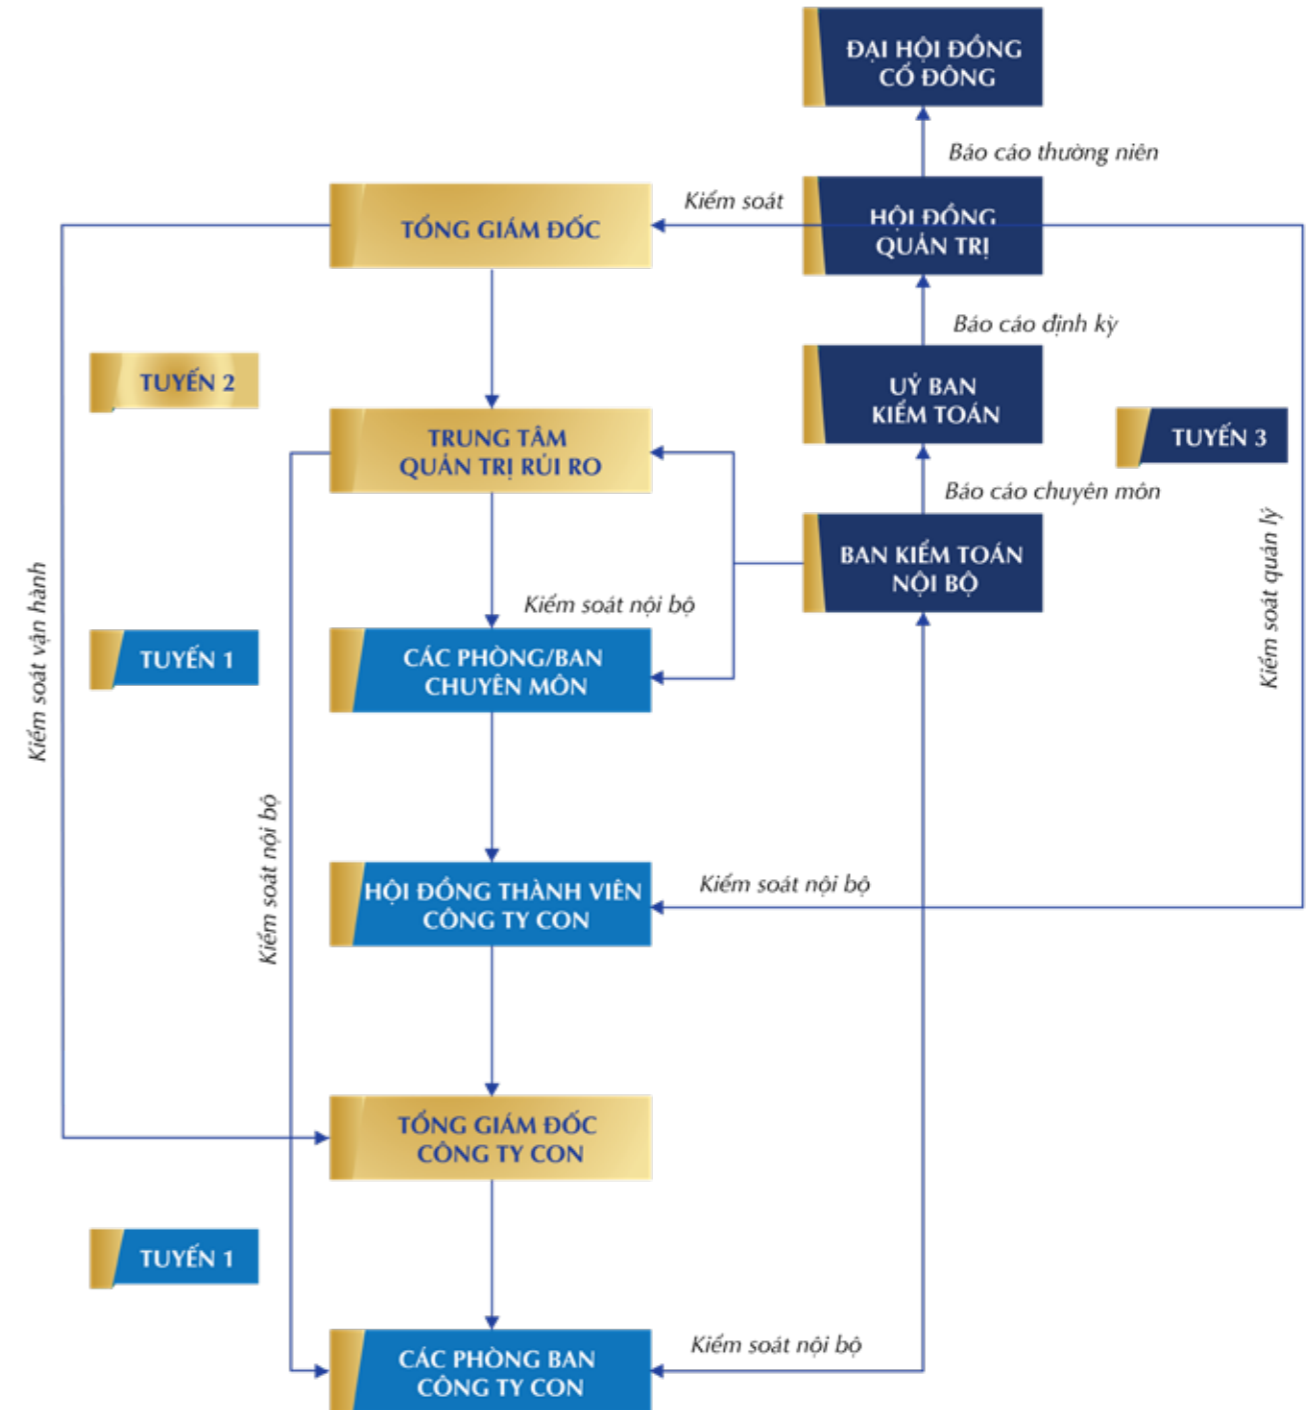 ĐẠI HỘI ĐỒNG
CỔ ĐÔNG
Báo cáo thường niên
Kiểm soát
TỔNG GIÁM ĐỐC
HỘI ĐỒNG
QUẢN TRỊ
Báo cáo định kỳ
TUYẾN 2
UỶ BAN
KIỂM TOÁN
TRUNG TÂM
QUẢN TRỊ RỦI RO
TUYẾN 3
Báo cáo chuyên môn
BAN KIỂM TOÁN
NỘI BỘ
Kiểm soát quản lý
Kiểm soát nội bộ
Kiểm soát vận hành
TUYẾN 1
CÁC PHÒNG/BAN
CHUYÊN MÔN
Kiểm soát nội bộ
HỘI ĐỒNG THÀNH VIÊN
CÔNG TY CON
Kiểm soát nội bộ
TỔNG GIÁM ĐỐC
CÔNG TY CON
TUYẾN 1
CÁC PHÒNG BAN
CÔNG TY CON
Kiểm soát nội bộ